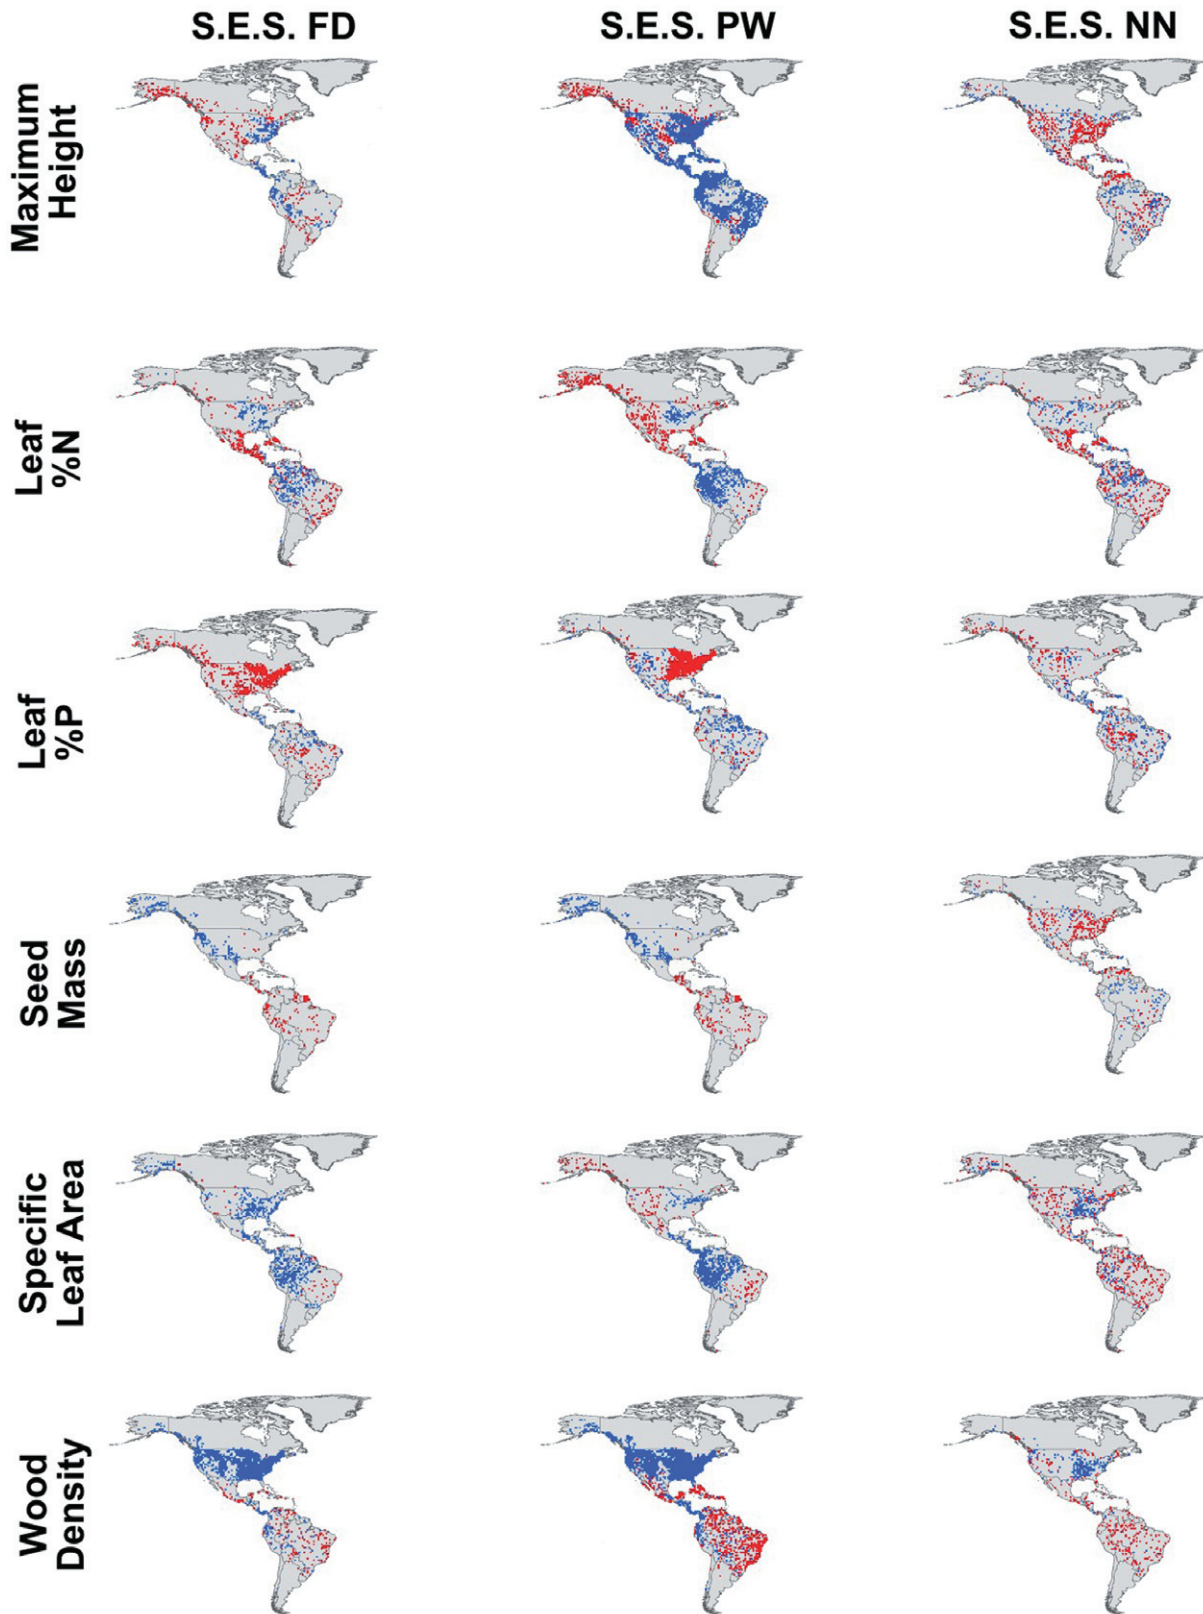 S.E.S. FD
S.E.S. PW
S.E.S. NN
Maximum
Height
Leaf
%N
Leaf
%P
Seed
Mass
Specific
Leaf Area
Wood
Density